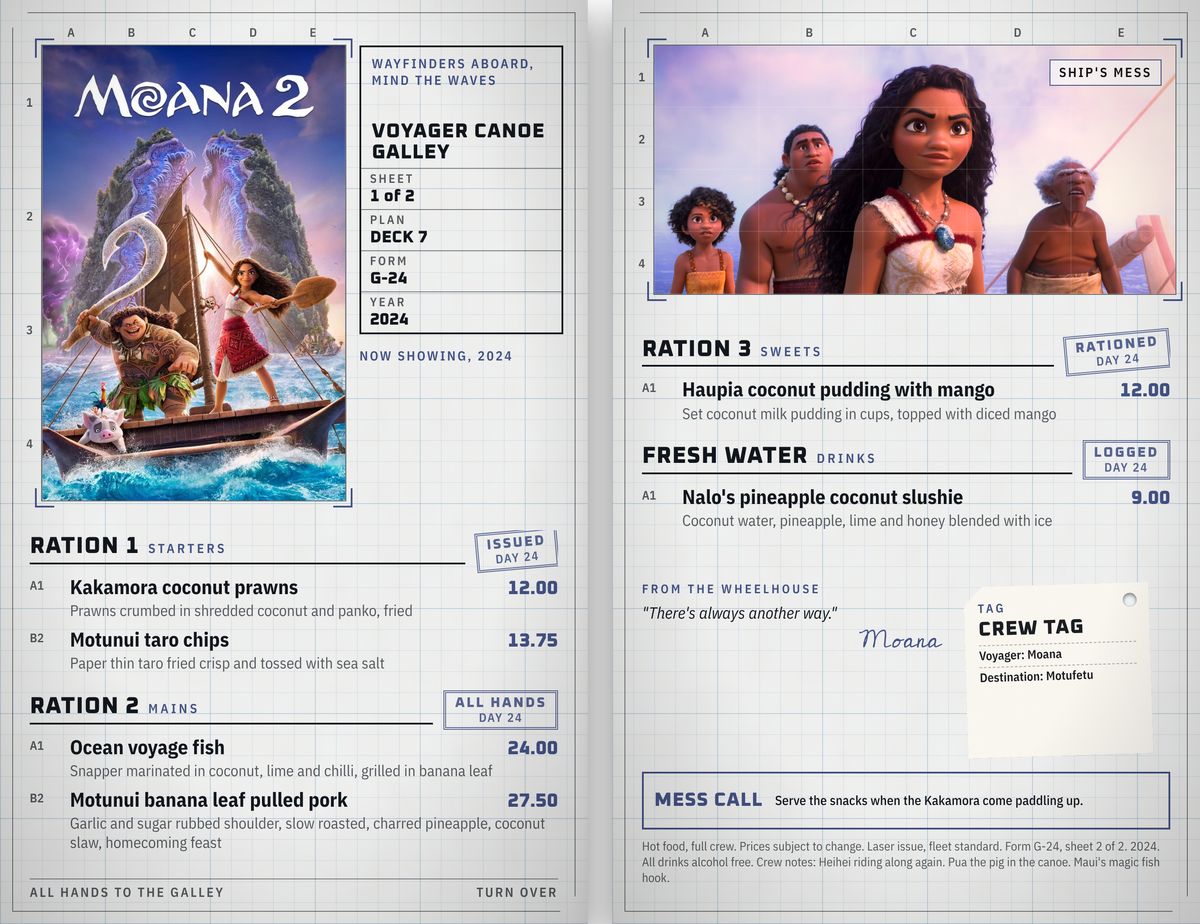 A B C D E
1
2
3
4
MOANA 2
WAYFINDERS ABOARD,
MIND THE WAVES
VOYAGER CANOE
GALLEY
SHEET
1 of 2
PLAN
DECK 7
FORM
G-24
YEAR
2024
NOW SHOWING, 2024
RATION 1 STARTERS
ISSUED
DAY 24
A1 Kakamora coconut prawns 12.00
Prawns crumbed in shredded coconut and panko, fried
B2 Motunui taro chips 13.75
Paper thin taro fried crisp and tossed with sea salt
RATION 2 MAINS
ALL HANDS
DAY 24
A1 Ocean voyage fish 24.00
Snapper marinated in coconut, lime and chilli, grilled in banana leaf
B2 Motunui banana leaf pulled pork 27.50
Garlic and sugar rubbed shoulder, slow roasted, charred pineapple, coconut
slaw, homecoming feast
ALL HANDS TO THE GALLEY TURN OVER
A B C D E
1
2
3
4
SHIP'S MESS
RATION 3 SWEETS
RATIONED
DAY 24
A1 Haupia coconut pudding with mango 12.00
Set coconut milk pudding in cups, topped with diced mango
FRESH WATER DRINKS
LOGGED
DAY 24
A1 Nalo's pineapple coconut slushie 9.00
Coconut water, pineapple, lime and honey blended with ice
FROM THE WHEELHOUSE
"There's always another way."
Moana
TAG
CREW TAG
Voyager: Moana
Destination: Motufetu
MESS CALL Serve the snacks when the Kakamora come paddling up.
Hot food, full crew. Prices subject to change. Laser issue, fleet standard. Form G-24, sheet 2 of 2. 2024.
All drinks alcohol free. Crew notes: Heihei riding along again. Pua the pig in the canoe. Maui's magic fish
hook.